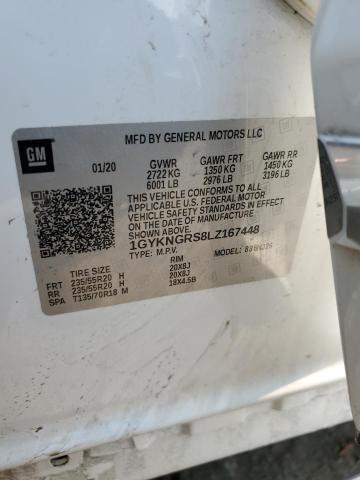 MFD BY GENERAL MOTORS LLC
GM
01/20 GVWR GAWR FRT GAWR RR
2722 KG 1350 KG 1450 KG
6001 LB 2976 LB 3196 LB
THIS VEHICLE CONFORMS TO ALL
APPLICABLE U.S. FEDERAL MOTOR
VEHICLE SAFETY STANDARDS IN
EFFECT ON THE DATE OF
MANUFACTURE SHOWN ABOVE.
1GYKNGRS8LZ167448
TYPE: M.P.V. MODEL:
TIRE SIZE RIM
FRT 235/55R20 H 20X8J
RR 235/55R20 H 20X8J
SPA T135/70R18 M 18X4.5B